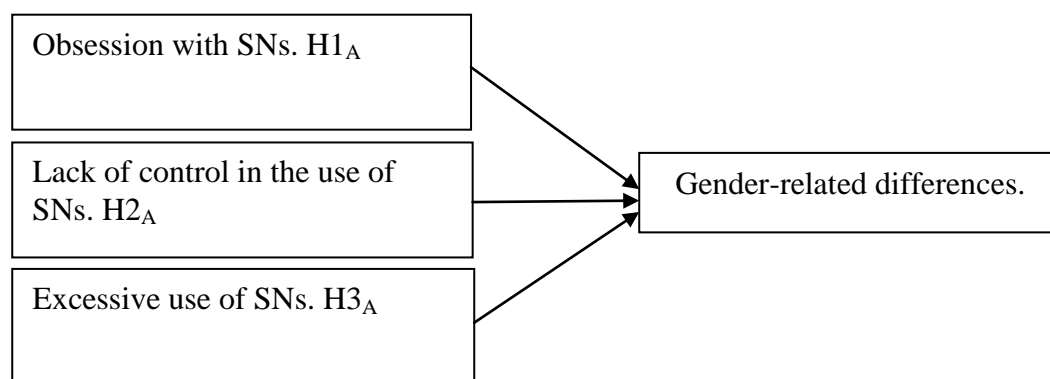 Obsession with SNs. H1A
Lack of control in the use of
SNs. H2A
Gender-related differences.
Excessive use of SNs. H3A